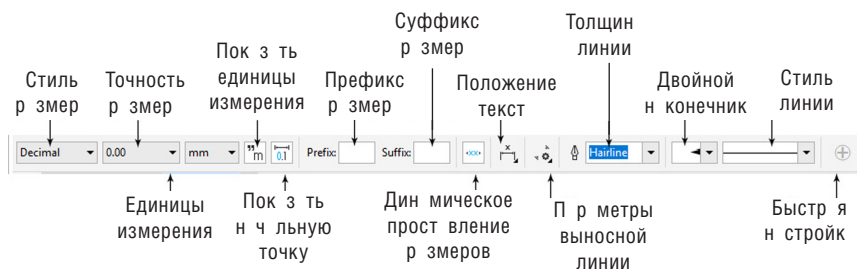 Стиль
р змер
Точность
р змер
Пок з ть
единицы
измерения
Префикс
р змер
Суффикс
р змер
Положение
текст
Толщин
линии
Двойной
н конечник
Стиль
линии
Decimal 0.00 mm "m 0.1 Prefix: Suffix: Hairline
Единицы
измерения
Пок з ть
н ч льную
точку
Дин мическое
прост вление
р змеров
П р метры
выносной
линии
Быстр я
н стройк